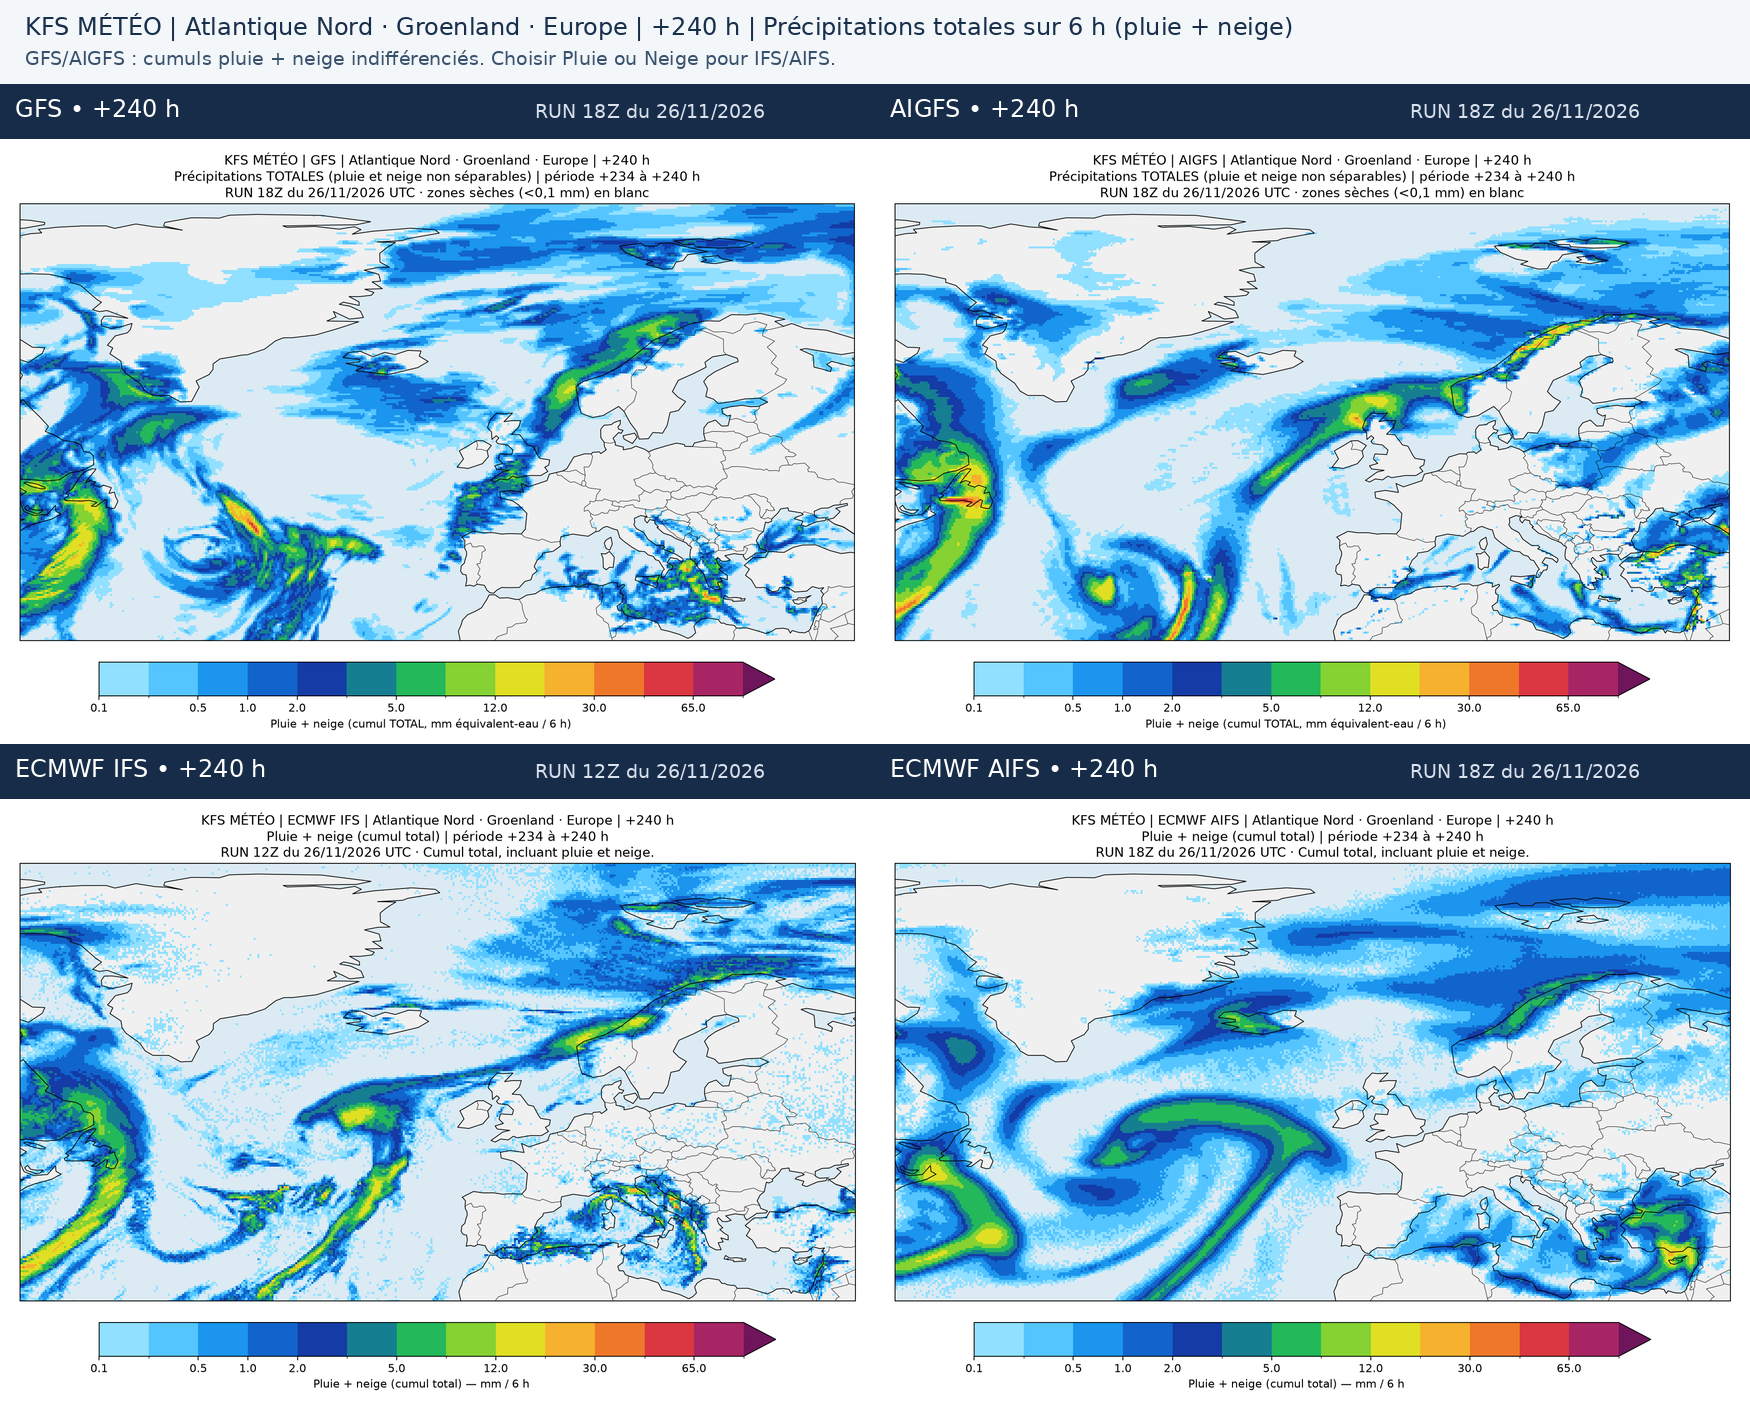 KFS MÉTÉO | Atlantique Nord · Groenland · Europe | +240 h | Précipitations totales sur 6 h (pluie + neige)
GFS/AIGFS : cumuls pluie + neige indifférenciés. Choisir Pluie ou Neige pour IFS/AIFS.
GFS • +240 h
RUN 18Z du 26/11/2026
KFS MÉTÉO | GFS | Atlantique Nord · Groenland · Europe | +240 h
Précipitations TOTALES (pluie et neige non séparables) | période +234 à +240 h
RUN 18Z du 26/11/2026 UTC · zones sèches (<0,1 mm) en blanc
0.1 0.5 1.0 2.0 5.0 12.0 30.0 65.0
Pluie + neige (cumul TOTAL, mm équivalent-eau / 6 h)
AIGFS • +240 h
RUN 18Z du 26/11/2026
KFS MÉTÉO | AIGFS | Atlantique Nord · Groenland · Europe | +240 h
Précipitations TOTALES (pluie et neige non séparables) | période +234 à +240 h
RUN 18Z du 26/11/2026 UTC · zones sèches (<0,1 mm) en blanc
0.1 0.5 1.0 2.0 5.0 12.0 30.0 65.0
Pluie + neige (cumul TOTAL, mm équivalent-eau / 6 h)
ECMWF IFS • +240 h
RUN 12Z du 26/11/2026
KFS MÉTÉO | ECMWF IFS | Atlantique Nord · Groenland · Europe | +240 h
Pluie + neige (cumul total) | période +234 à +240 h
RUN 12Z du 26/11/2026 UTC · Cumul total, incluant pluie et neige.
0.1 0.5 1.0 2.0 5.0 12.0 30.0 65.0
Pluie + neige (cumul total) — mm / 6 h
ECMWF AIFS • +240 h
RUN 18Z du 26/11/2026
KFS MÉTÉO | ECMWF AIFS | Atlantique Nord · Groenland · Europe | +240 h
Pluie + neige (cumul total) | période +234 à +240 h
RUN 18Z du 26/11/2026 UTC · Cumul total, incluant pluie et neige.
0.1 0.5 1.0 2.0 5.0 12.0 30.0 65.0
Pluie + neige (cumul total) — mm / 6 h